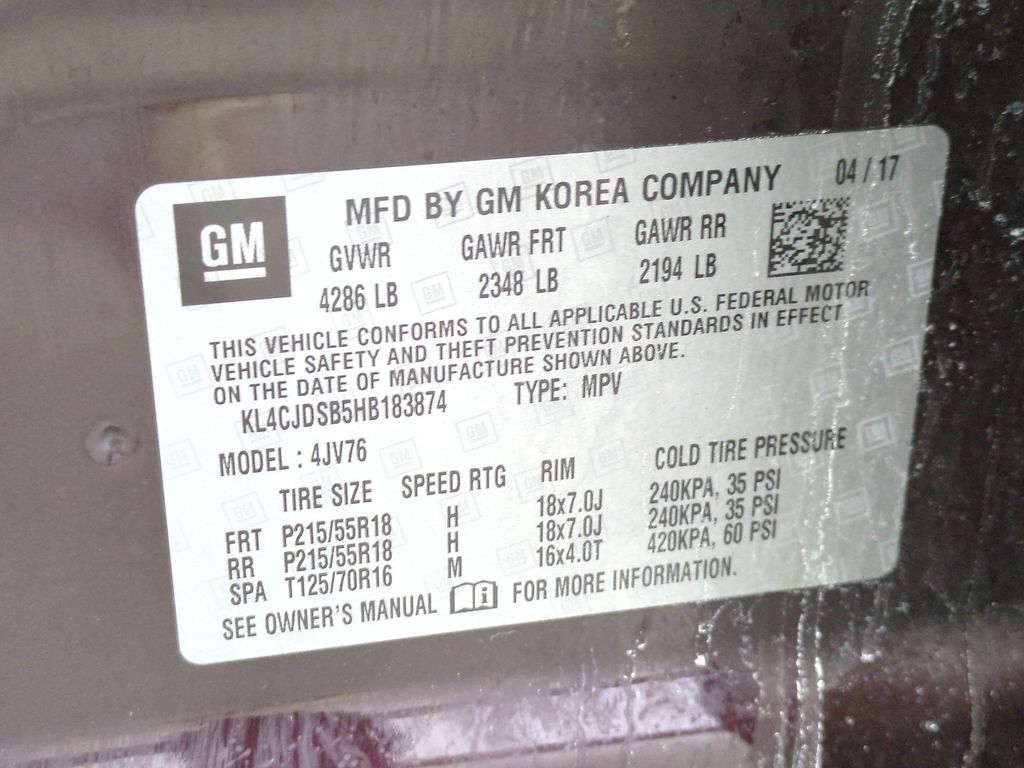 GM
MFD BY GM KOREA COMPANY 04 / 17
GVWR GAWR FRT GAWR RR
4286 LB 2348 LB 2194 LB
THIS VEHICLE CONFORMS TO ALL APPLICABLE U.S. FEDERAL MOTOR
VEHICLE SAFETY AND THEFT PREVENTION STANDARDS IN EFFECT
ON THE DATE OF MANUFACTURE SHOWN ABOVE.
KL4CJDSB5HB183874 TYPE: MPV
MODEL : 4JV76
TIRE SIZE SPEED RTG RIM COLD TIRE PRESSURE
FRT P215/55R18 H 18x7.0J 240KPA, 35 PSI
RR P215/55R18 H 18x7.0J 240KPA, 35 PSI
SPA T125/70R16 M 16x4.0T 420KPA, 60 PSI
SEE OWNER'S MANUAL i FOR MORE INFORMATION.